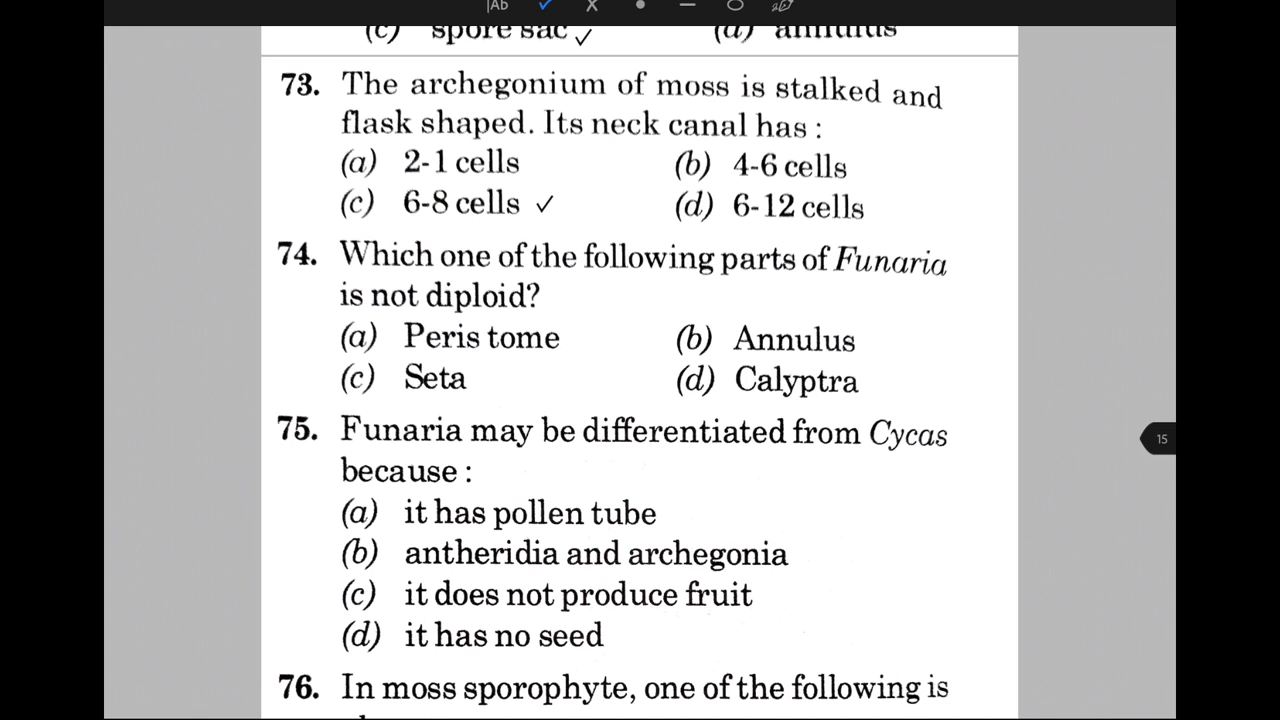 |Ab
(c) spore sac ✓ (d) annulus
73. The archegonium of moss is stalked and
flask shaped. Its neck canal has :
(a) 2-1 cells (b) 4-6 cells
(c) 6-8 cells ✓ (d) 6-12 cells
74. Which one of the following parts of Funaria
is not diploid?
(a) Peris tome (b) Annulus
(c) Seta (d) Calyptra
75. Funaria may be differentiated from Cycas
because :
(a) it has pollen tube
(b) antheridia and archegonia
(c) it does not produce fruit
(d) it has no seed
15
76. In moss sporophyte, one of the following is